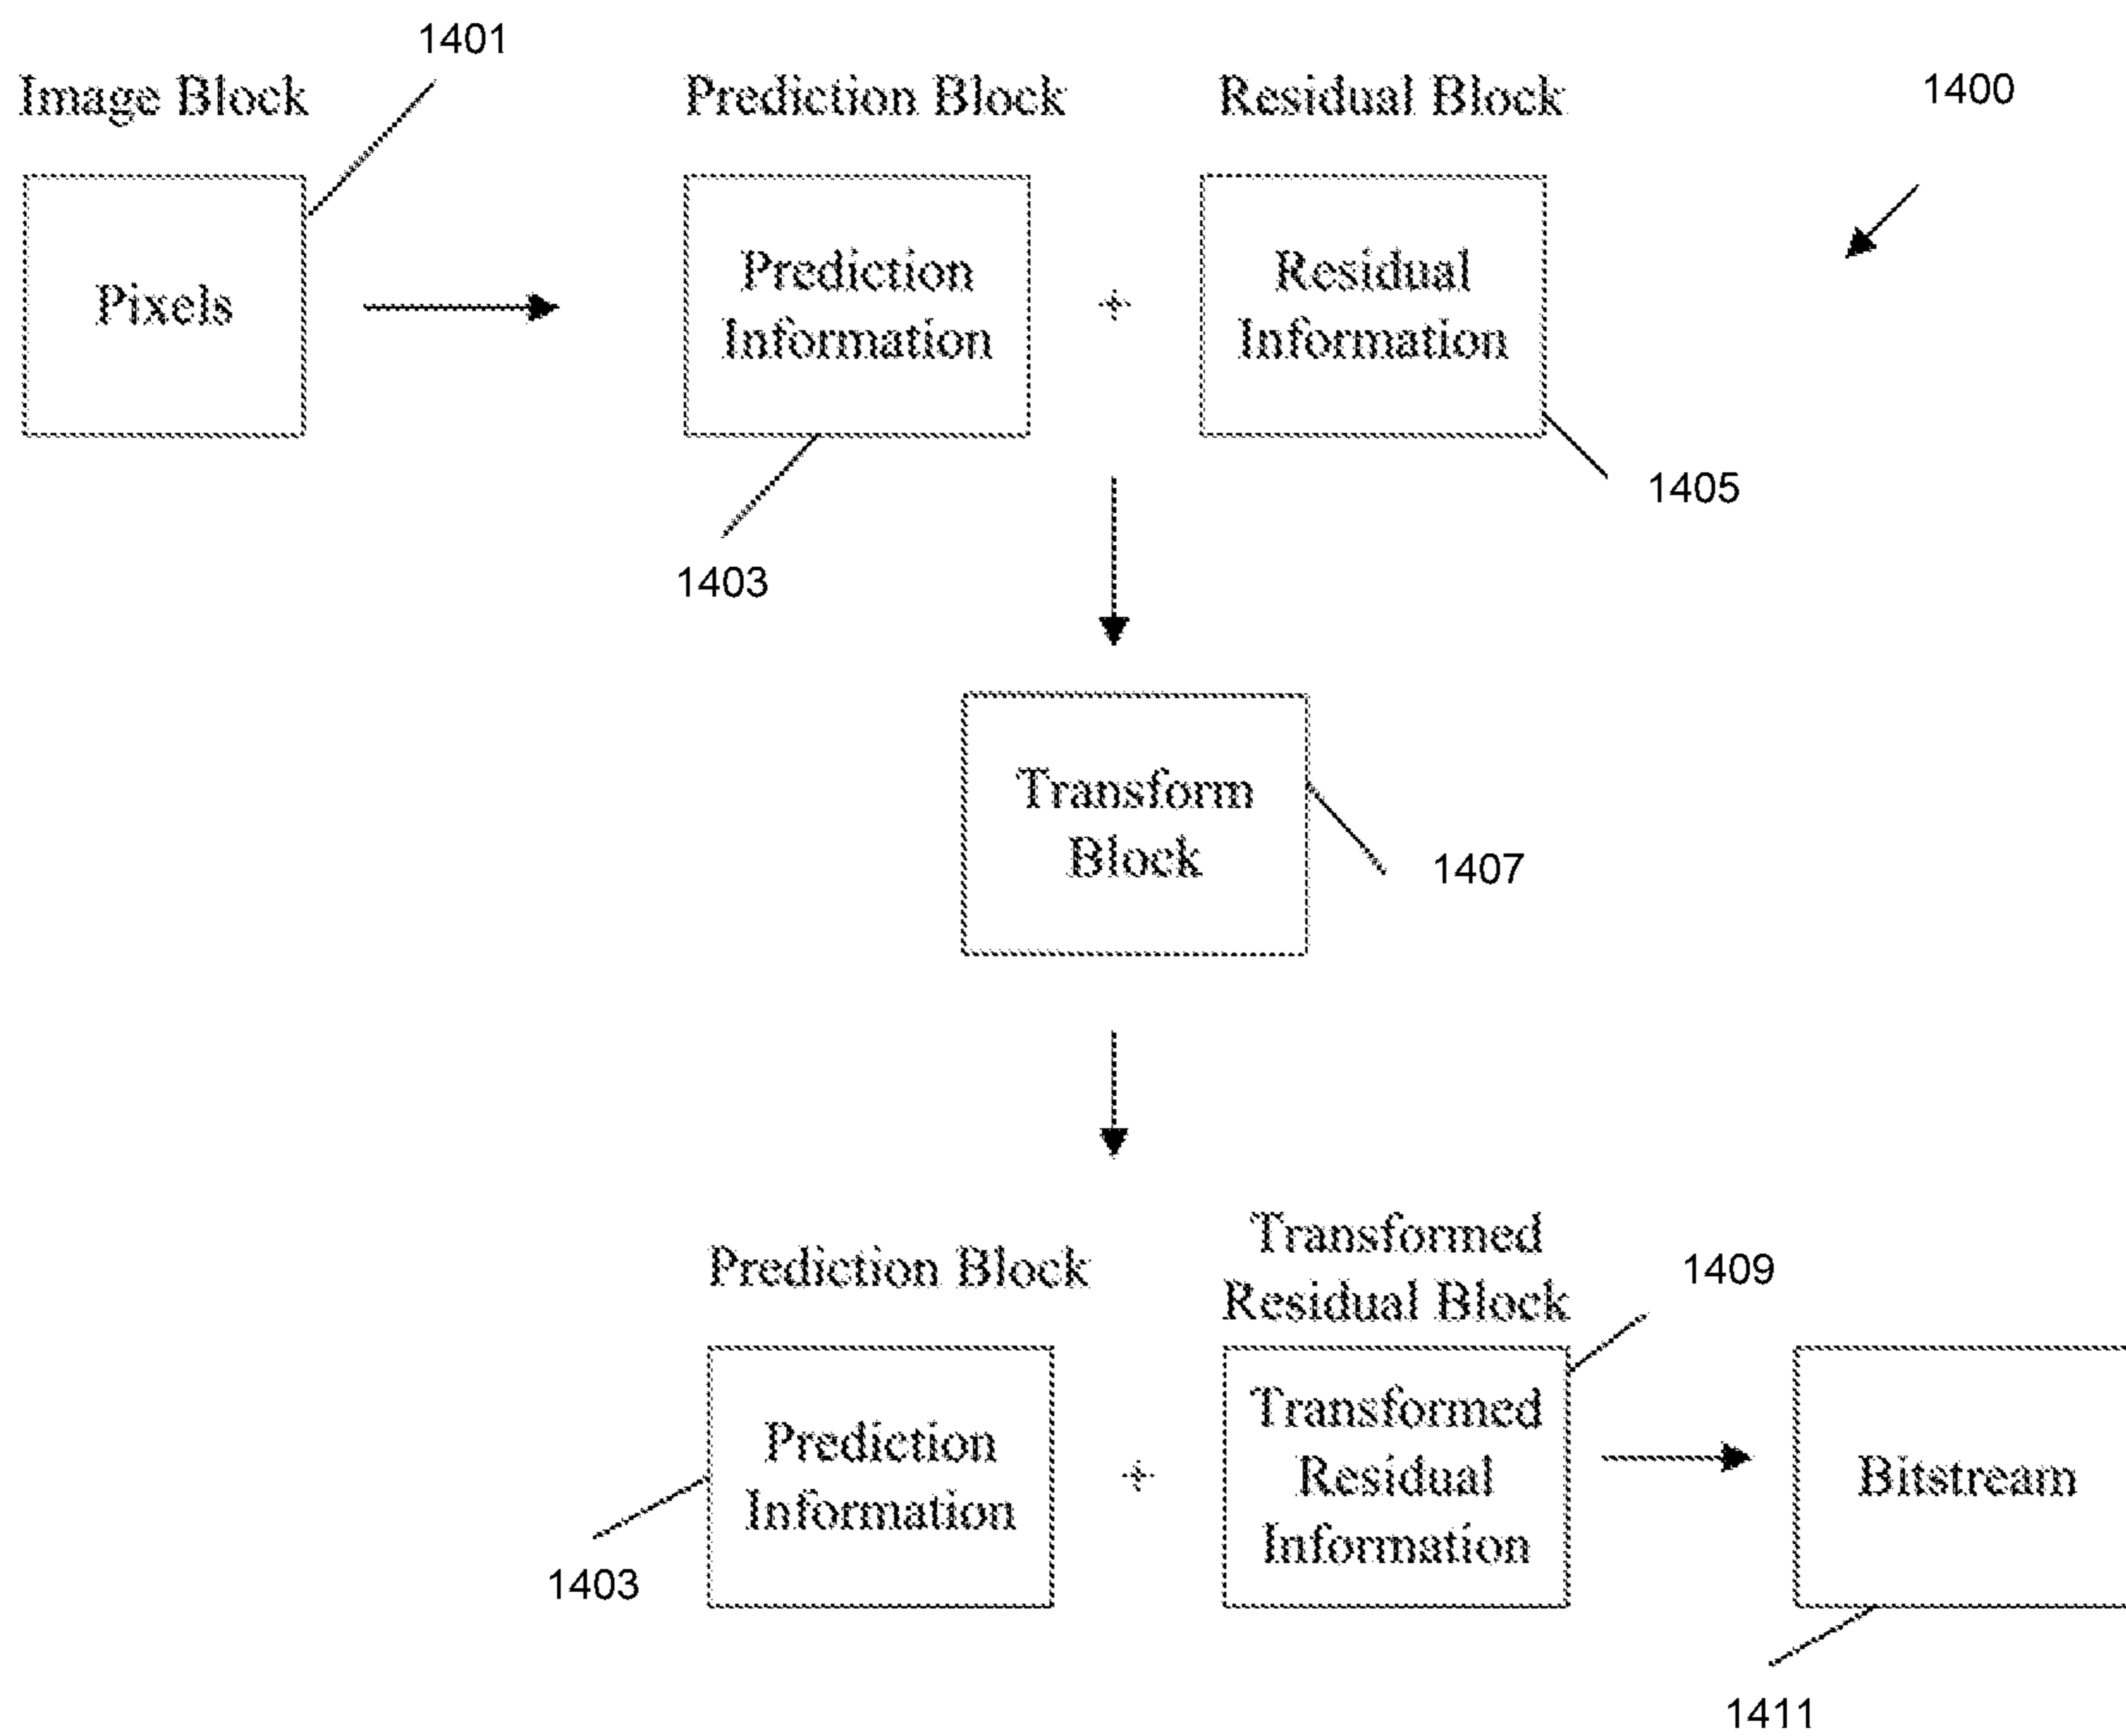 1401
Image Block
Prediction Block
Residual Block
1400
Pixels
Prediction
Information
+
Residual
Information
1405
1403
Transform
Block
1407
Prediction Block
Transformed
Residual Block
1409
Prediction
Information
+
Transformed
Residual
Information
Bitstream
1403
1411